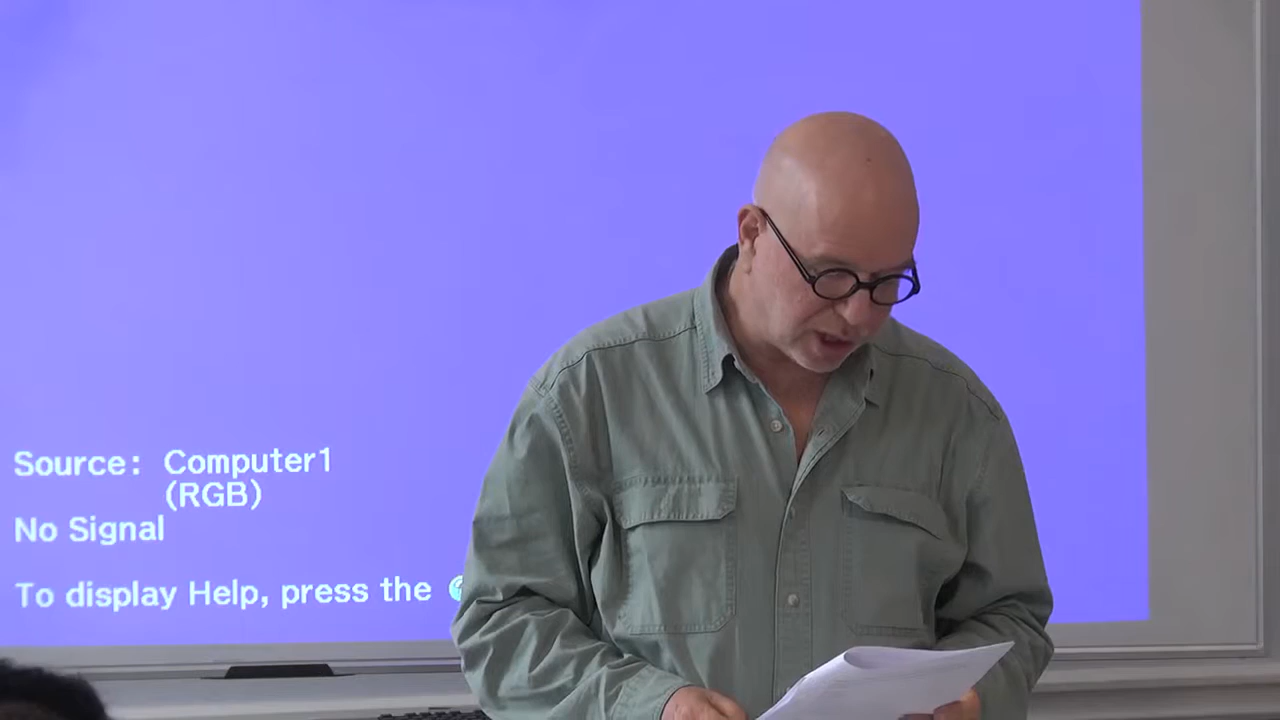 Source: Computer1
(RGB)
No Signal
To display Help, press the